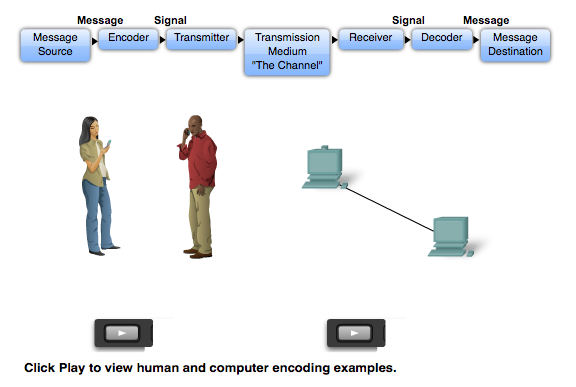 Message Signal Signal Message
Message Source
Encoder
Transmitter
Transmission Medium "The Channel"
Receiver
Decoder
Message Destination
Click Play to view human and computer encoding examples.